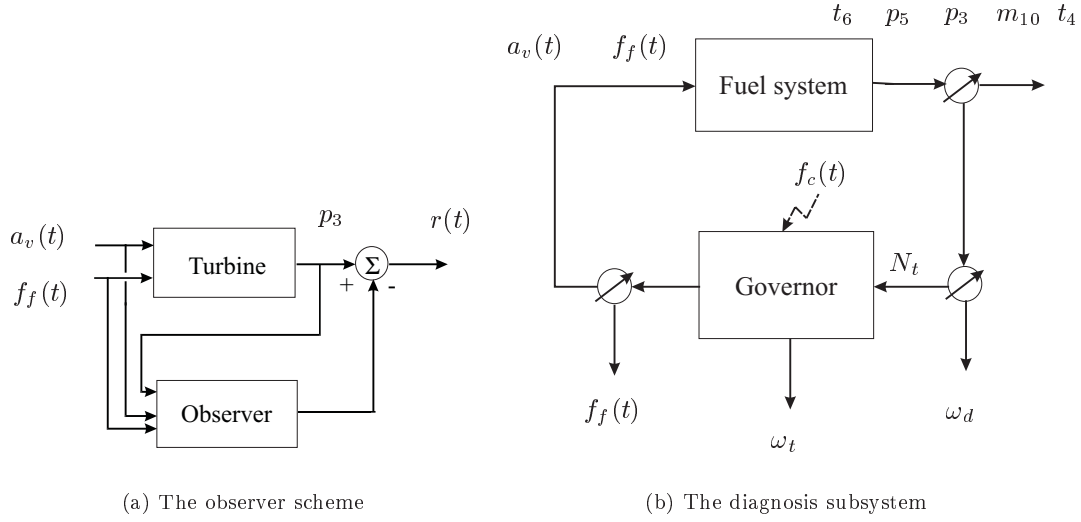 a_v(t)
f_f(t)
Turbine
p_3
+
Σ
-
r(t)
Observer
(a) The observer scheme
a_v(t) f_f(t)
Fuel system
t_6 p_5 p_3 m_10 t_4
f_c(t)
Governor
N_t
f_f(t)
ω_t
ω_d
(b) The diagnosis subsystem